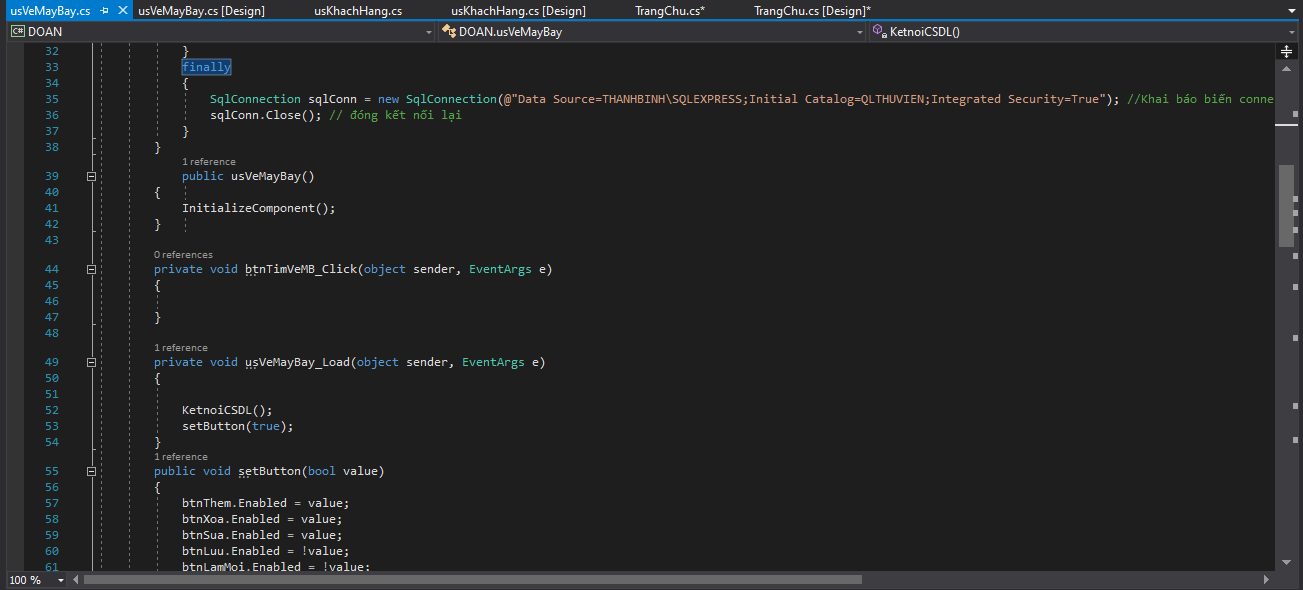 usVeMayBay.cs usVeMayBay.cs [Design] usKhachHang.cs usKhachHang.cs [Design] TrangChu.cs* TrangChu.cs [Design]*
C# DOAN DOAN.usVeMayBay KetnoiCSDL()
32 }
33 finally
34 {
35 SqlConnection sqlConn = new SqlConnection(@"Data Source=THANHBINH\SQLEXPRESS;Initial Catalog=QLTHUVIEN;Integrated Security=True"); //Khai báo biến conne
36 sqlConn.Close(); // đóng kết nối lại
37 }
38 }
1 reference
39 public usVeMayBay()
40 {
41 InitializeComponent();
42 }
43
0 references
44 private void btnTimVeMB_Click(object sender, EventArgs e)
45 {
46
47 }
48
1 reference
49 private void usVeMayBay_Load(object sender, EventArgs e)
50 {
51
52 KetnoiCSDL();
53 setButton(true);
54 }
1 reference
55 public void setButton(bool value)
56 {
57 btnThem.Enabled = value;
58 btnXoa.Enabled = value;
59 btnSua.Enabled = value;
60 btnLuu.Enabled = !value;
61 btnLamMoi.Enabled = !value;
100 %